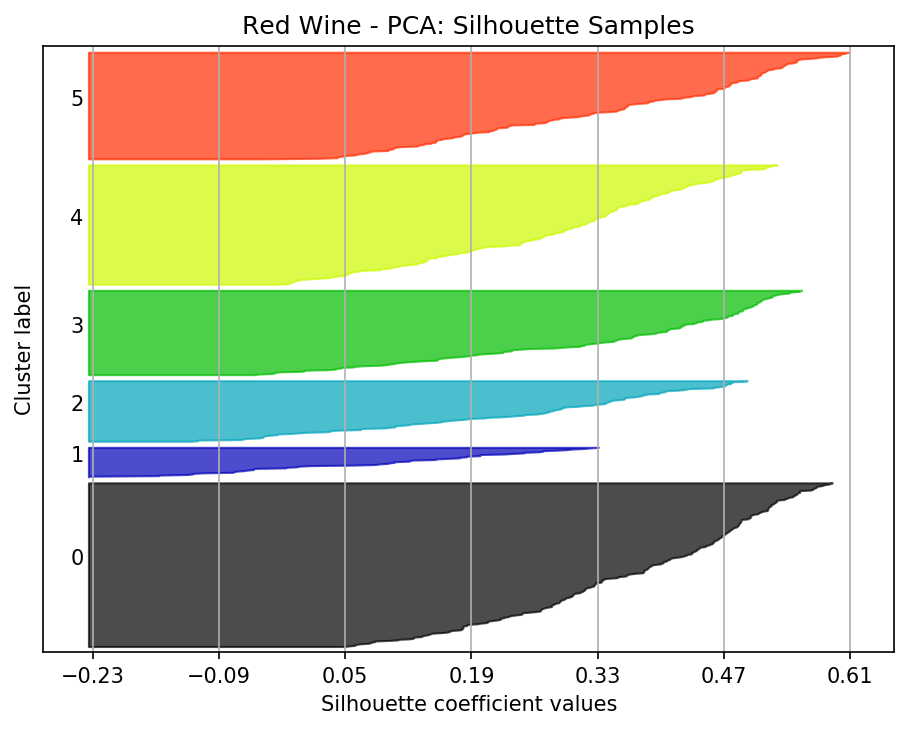 Red Wine - PCA: Silhouette Samples
5
4
3
2
1
0
Cluster label
−0.23 −0.09 0.05 0.19 0.33 0.47 0.61
Silhouette coefficient values